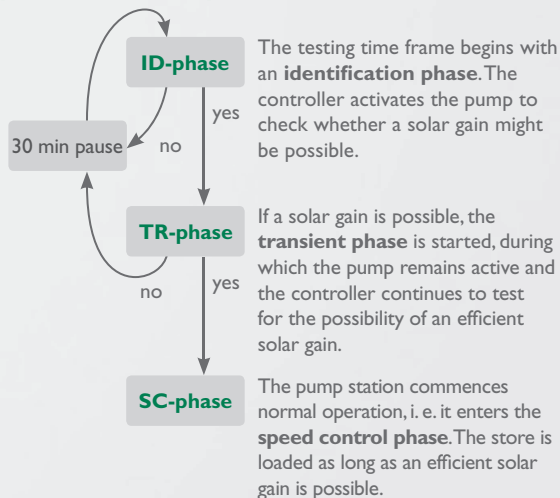 ID-phase
yes
no
30 min pause
The testing time frame begins with
an identification phase. The
controller activates the pump to
check whether a solar gain might
be possible.
TR-phase
yes
no
If a solar gain is possible, the
transient phase is started, during
which the pump remains active and
the controller continues to test
for the possibility of an efficient
solar gain.
SC-phase
The pump station commences
normal operation, i. e. it enters the
speed control phase. The store is
loaded as long as an efficient solar
gain is possible.